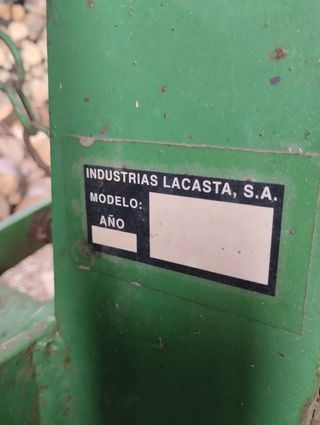 INDUSTRIAS LACASTA, S.A.
MODELO:
AÑO